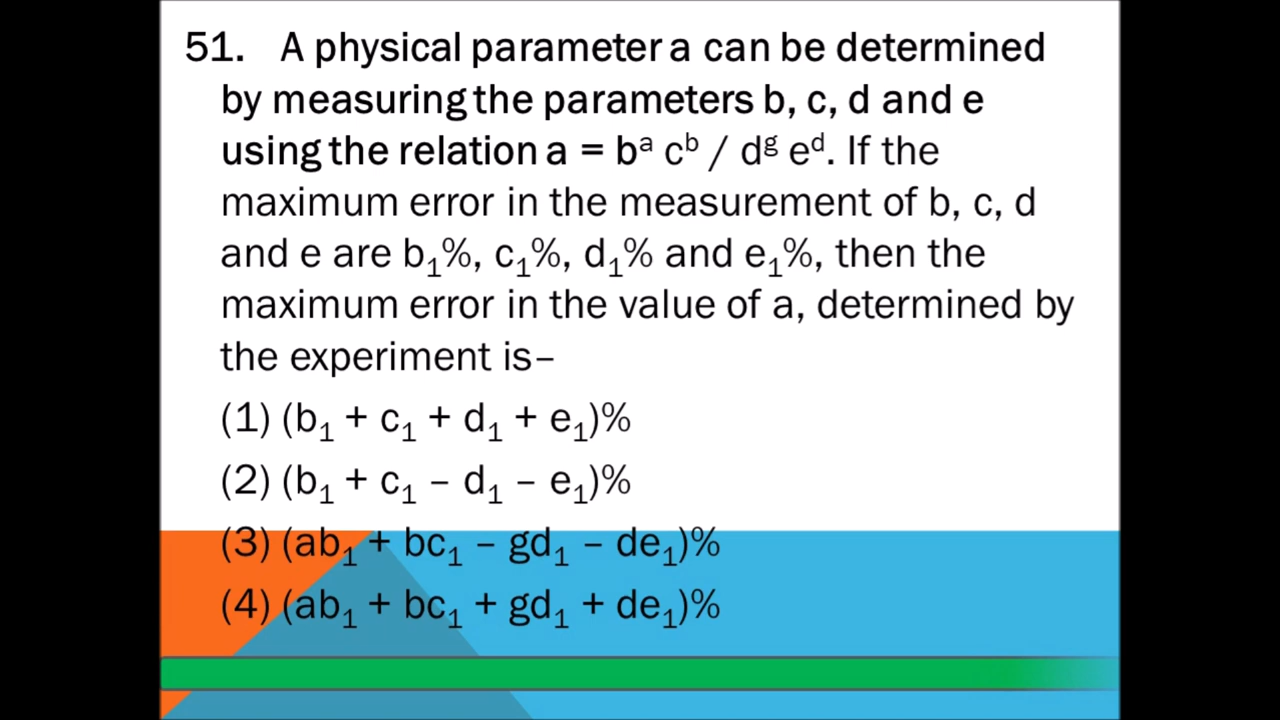 51. A physical parameter a can be determined
by measuring the parameters b, c, d and e
using the relation a = bᵃ cᵇ / dᵍ eᵈ. If the
maximum error in the measurement of b, c, d
and e are b₁%, c₁%, d₁% and e₁%, then the
maximum error in the value of a, determined by
the experiment is–
(1) (b₁ + c₁ + d₁ + e₁)%
(2) (b₁ + c₁ – d₁ – e₁)%
(3) (ab₁ + bc₁ – gd₁ – de₁)%
(4) (ab₁ + bc₁ + gd₁ + de₁)%